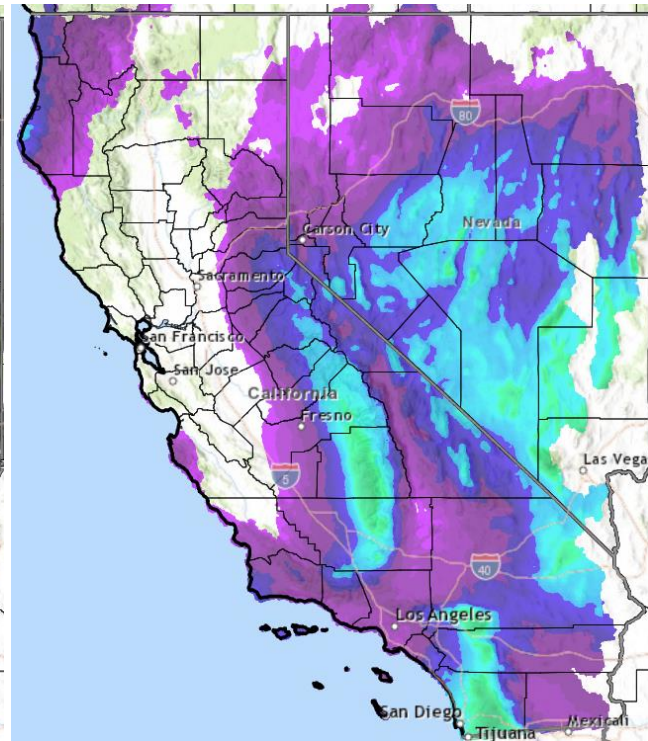 80
Nevada
Carson City
Sacramento
San Francisco
San Jose
California
Fresno
Las Vega
5
40
Los Angeles
San Diego
Mexicali
Tijuana